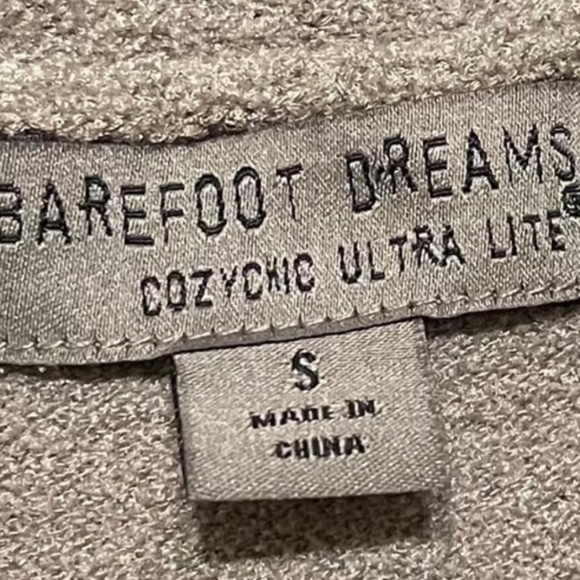 BAREFOOT DREAMS®
COZYCHIC ULTRA LITE
S
MADE IN
CHINA